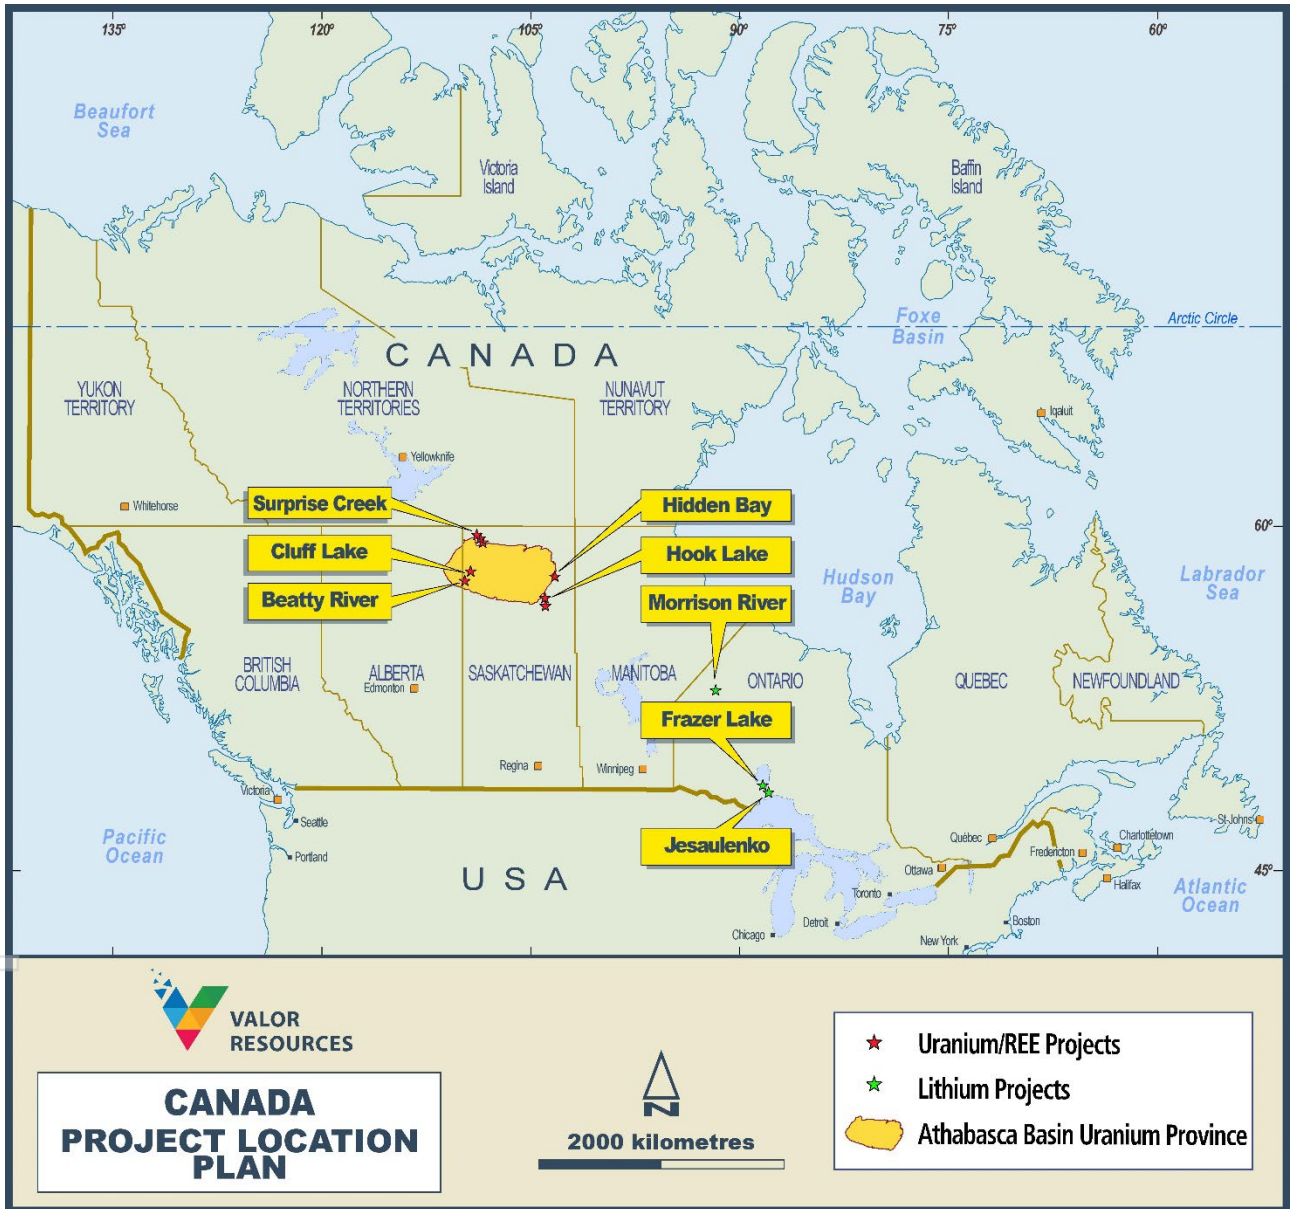 135°
120°
105°
90°
75°
60°
Beaufort
Sea
Victoria
Island
Baffin
Island
Foxe
Basin
Arctic Circle
CANADA
YUKON
TERRITORY
NORTHERN
TERRITORIES
NUNAVUT
TERRITORY
Iqaluit
Yellowknife
Whitehorse
Surprise Creek
Hidden Bay
60°
Cluff Lake
Hook Lake
Beatty River
Morrison River
Hudson
Bay
Labrador
Sea
BRITISH
COLUMBIA
ALBERTA
Edmonton
SASKATCHEWAN
MANITOBA
ONTARIO
QUEBEC
NEWFOUNDLAND
Frazer Lake
Regina
Winnipeg
Victoria
Seattle
Portland
Pacific
Ocean
Jesaulenko
USA
St-Johns
Québec
Charlottetown
Fredericton
Ottawa
Halifax
45°
Atlantic
Ocean
Toronto
Detroit
Boston
Chicago
New York
VALOR
RESOURCES
CANADA
PROJECT LOCATION
PLAN
N
2000 kilometres
Uranium/REE Projects
Lithium Projects
Athabasca Basin Uranium Province